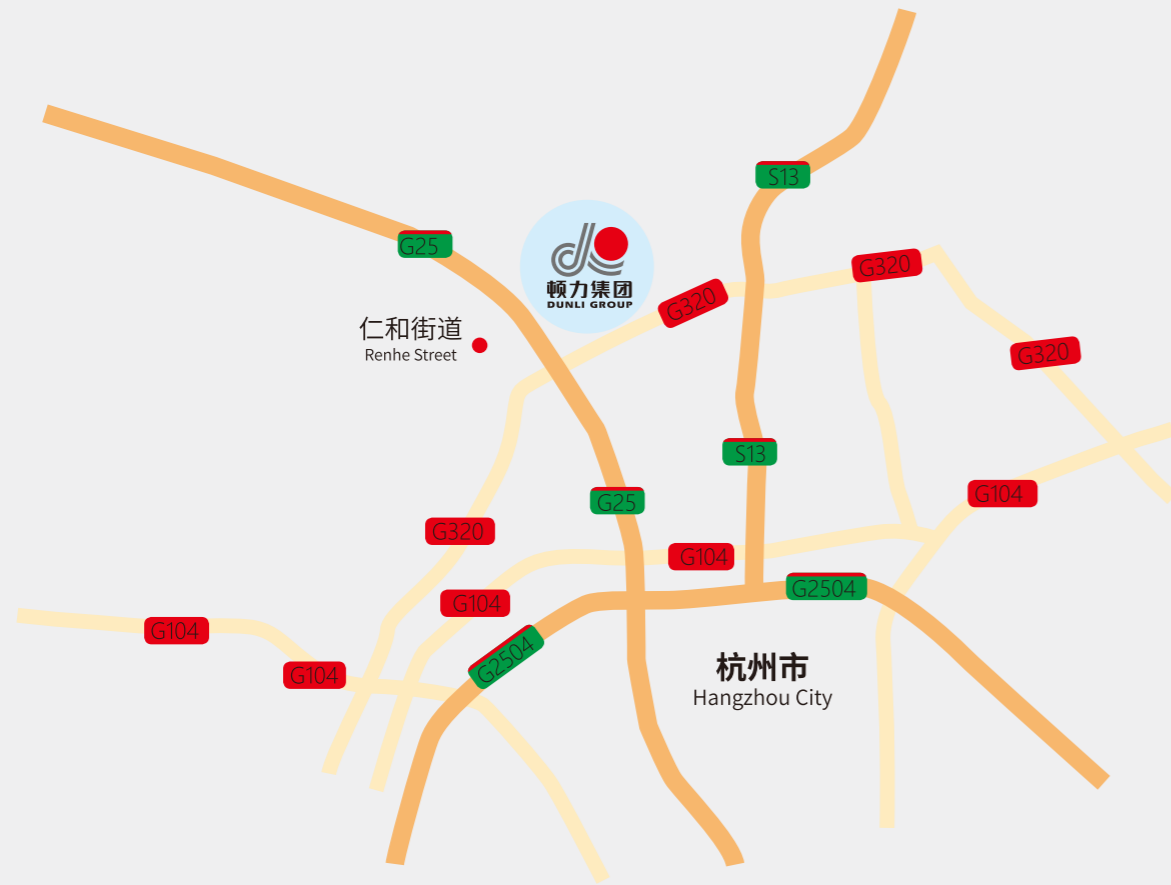 S13
G25
G320
顿力集团
DUNLI GROUP
G320
仁和街道
Renhe Street
G320
S13
G104
G25
G320
G104
G104
G2504
G104
G2504
杭州市
Hangzhou City
G104